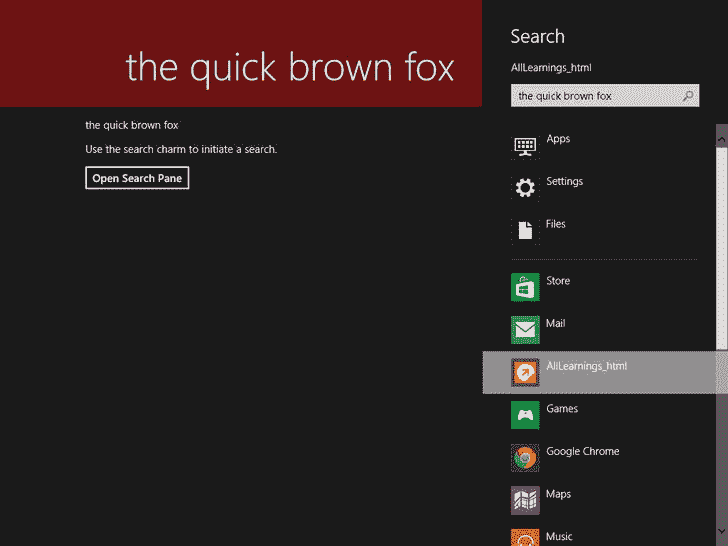 the quick brown fox
the quick brown fox
Use the search charm to initiate a search.
Open Search Pane
Search
AllLearnings_html
the quick brown fox
Apps
Settings
Files
Store
Mail
AllLearnings_html
Games
Google Chrome
Maps
Music